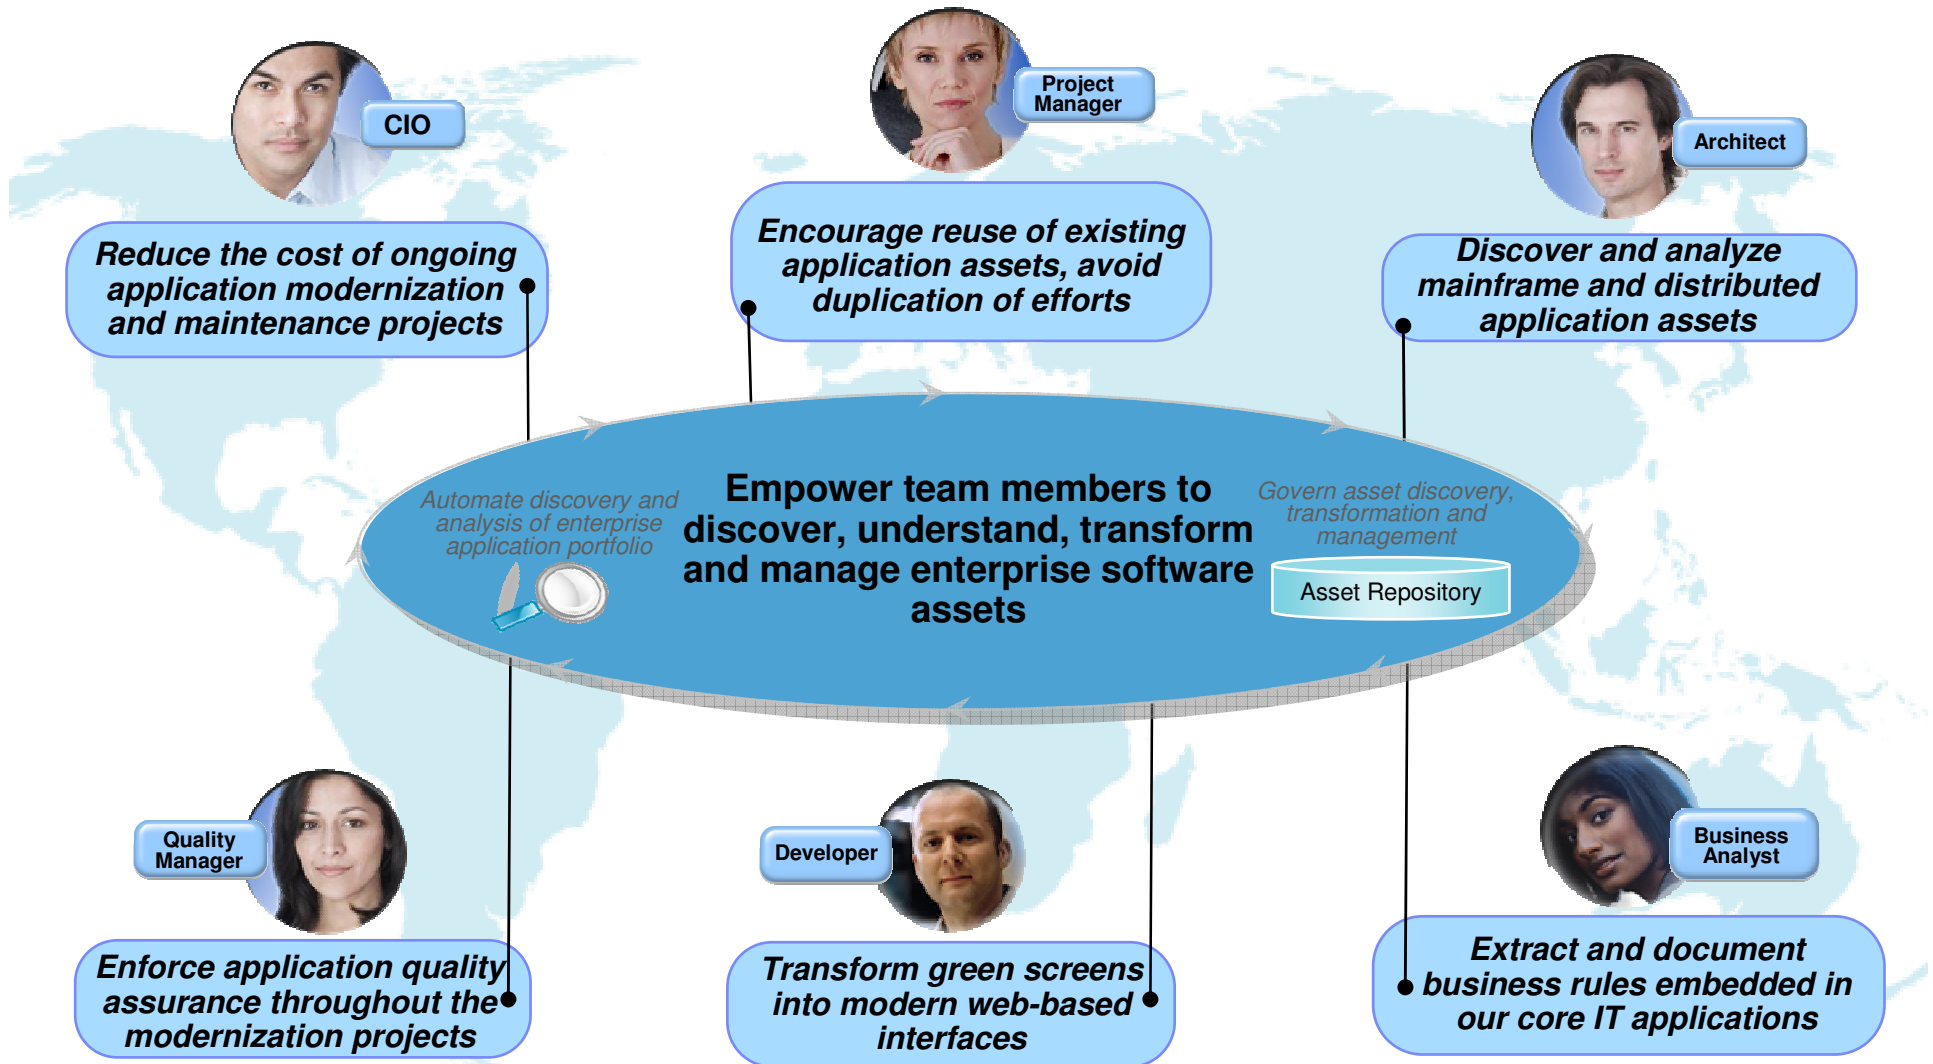 CIO
Reduce the cost of ongoing
application modernization
and maintenance projects
Project
Manager
Encourage reuse of existing
application assets, avoid
duplication of efforts
Architect
Discover and analyze
mainframe and distributed
application assets
Automate discovery and
analysis of enterprise
application portfolio
Empower team members to
discover, understand, transform
and manage enterprise software
assets
Govern asset discovery,
transformation and
management
Asset Repository
Quality
Manager
Enforce application quality
assurance throughout the
modernization projects
Developer
Transform green screens
into modern web-based
interfaces
Business
Analyst
Extract and document
business rules embedded in
our core IT applications